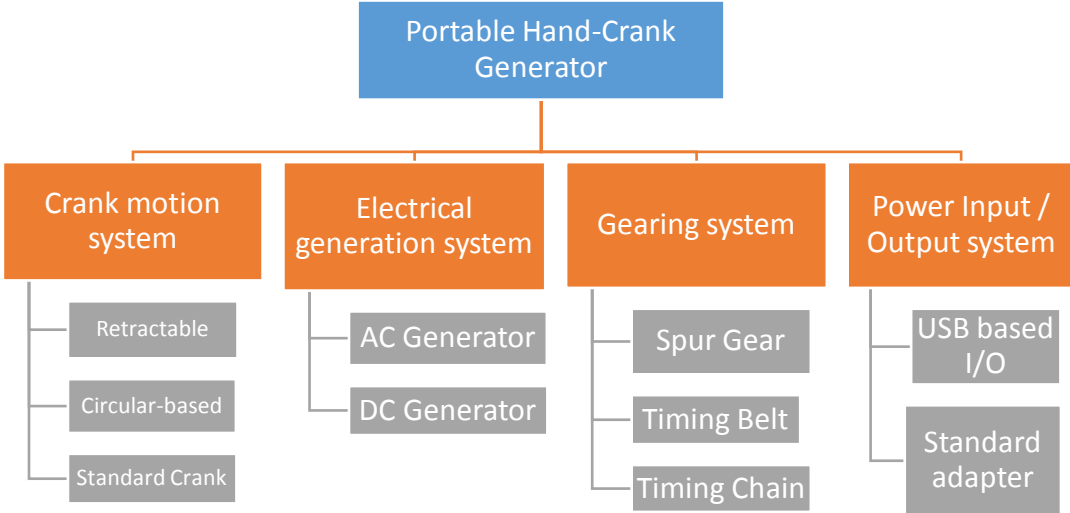 Portable Hand-Crank
Generator
Crank motion
system
Retractable
Circular-based
Standard Crank
Electrical
generation system
AC Generator
DC Generator
Gearing system
Spur Gear
Timing Belt
Timing Chain
Power Input /
Output system
USB based
I/O
Standard
adapter